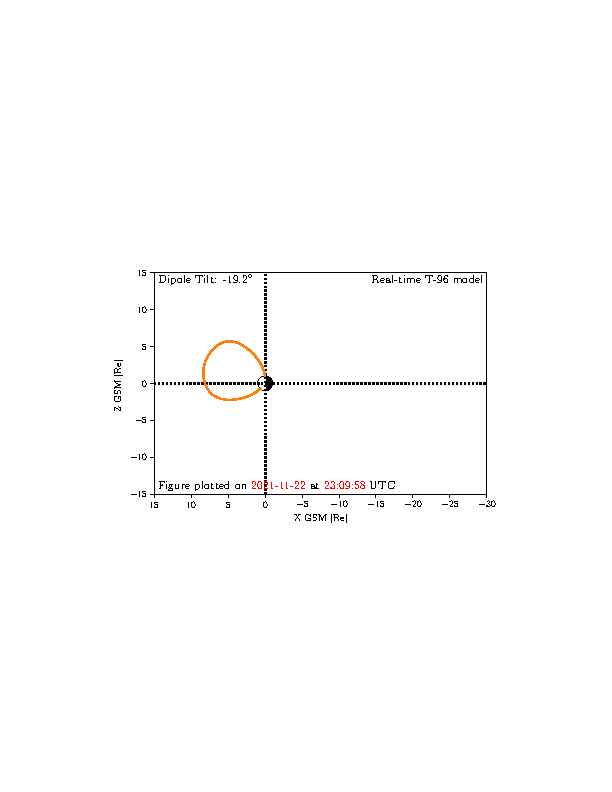 Dipole Tilt: -19.2° Real-time T-96 model
15
10
5
0
−5
−10
−15
Z GSM [Re]
Figure plotted on 2021-11-22 at 23:09:58 UTC
15 10 5 0 −5 −10 −15 −20 −25 −30
X GSM [Re]